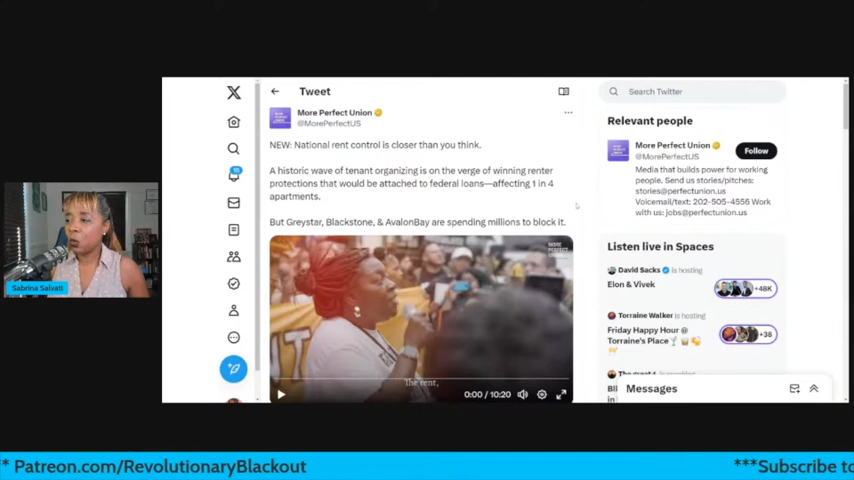 Tweet
More Perfect Union
@MorePerfectUS
NEW: National rent control is closer than you think.
A historic wave of tenant organizing is on the verge of winning renter
protections that would be attached to federal loans—affecting 1 in 4
apartments.
But Greystar, Blackstone, & AvalonBay are spending millions to block it.
MORE
PERFECT
UNION
The rent,
0:00 / 10:20
Search Twitter
Relevant people
More Perfect Union
@MorePerfectUS
Follow
Media that builds power for working
people. Send us stories/pitches:
stories@perfectunion.us
Voicemail/text: 202-505-4556 Work
with us: jobs@perfectunion.us
Listen live in Spaces
David Sacks is hosting
Elon & Vivek
+48K
Torraine Walker is hosting
Friday Happy Hour @
Torraine's Place
+38
Messages
Sabrina Salvati
** Patreon.com/RevolutionaryBlackout
***Subscribe to